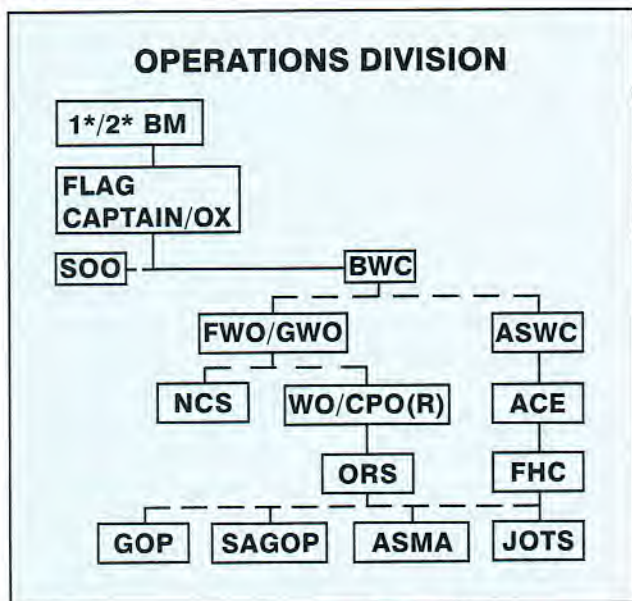 OPERATIONS DIVISION
1*/2* BM
FLAG
CAPTAIN/OX
SOO
BWC
FWO/GWO
ASWC
NCS
WO/CPO(R)
ACE
ORS
FHC
GOP
SAGOP
ASMA
JOTS